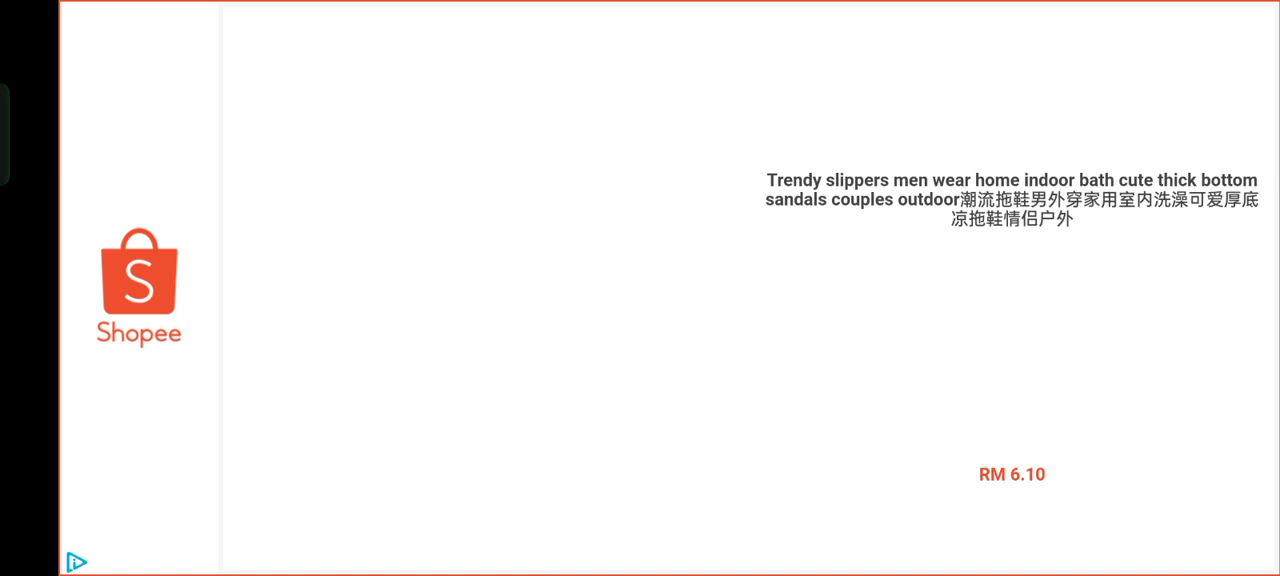 Trendy slippers men wear home indoor bath cute thick bottom
sandals couples outdoor潮流拖鞋男外穿家用室内洗澡可爱厚底
凉拖鞋情侣户外
S
Shopee
RM 6.10